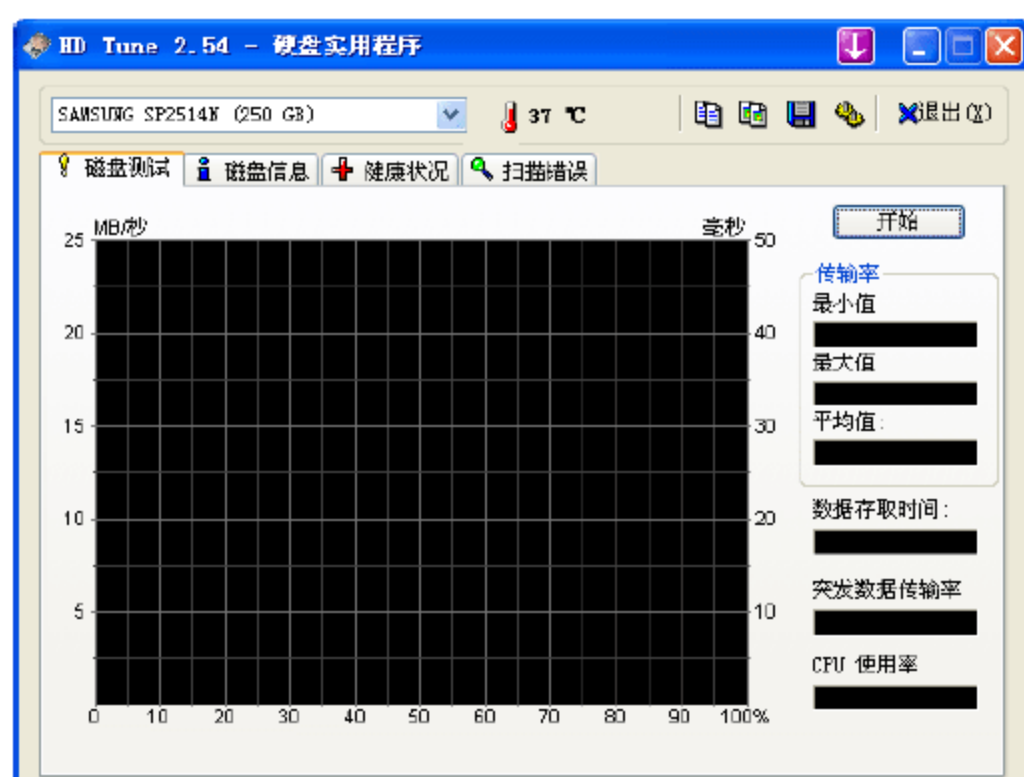 HD Tune 2.54 - 硬盘实用程序
SAMSUNG SP2514N (250 GB)
37 ℃
退出(X)
磁盘测试
磁盘信息
健康状况
扫描错误
MB/秒
毫秒
开始
25
50
传输率
最小值
20
40
最大值
平均值:
15
30
数据存取时间:
10
20
突发数据传输率
5
10
CPU 使用率
0 10 20 30 40 50 60 70 80 90 100%